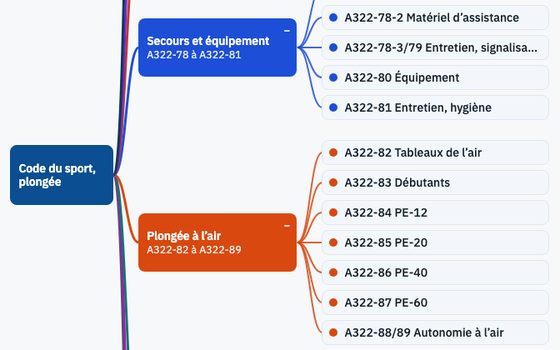 A322-78-2 Matériel d'assistance
Secours et équipement
A322-78 à A322-81
A322-78-3/79 Entretien, signalisa...
A322-80 Équipement
A322-81 Entretien, hygiène
Code du sport,
plongée
A322-82 Tableaux de l'air
A322-83 Débutants
A322-84 PE-12
Plongée à l'air
A322-82 à A322-89
A322-85 PE-20
A322-86 PE-40
A322-87 PE-60
A322-88/89 Autonomie à l'air